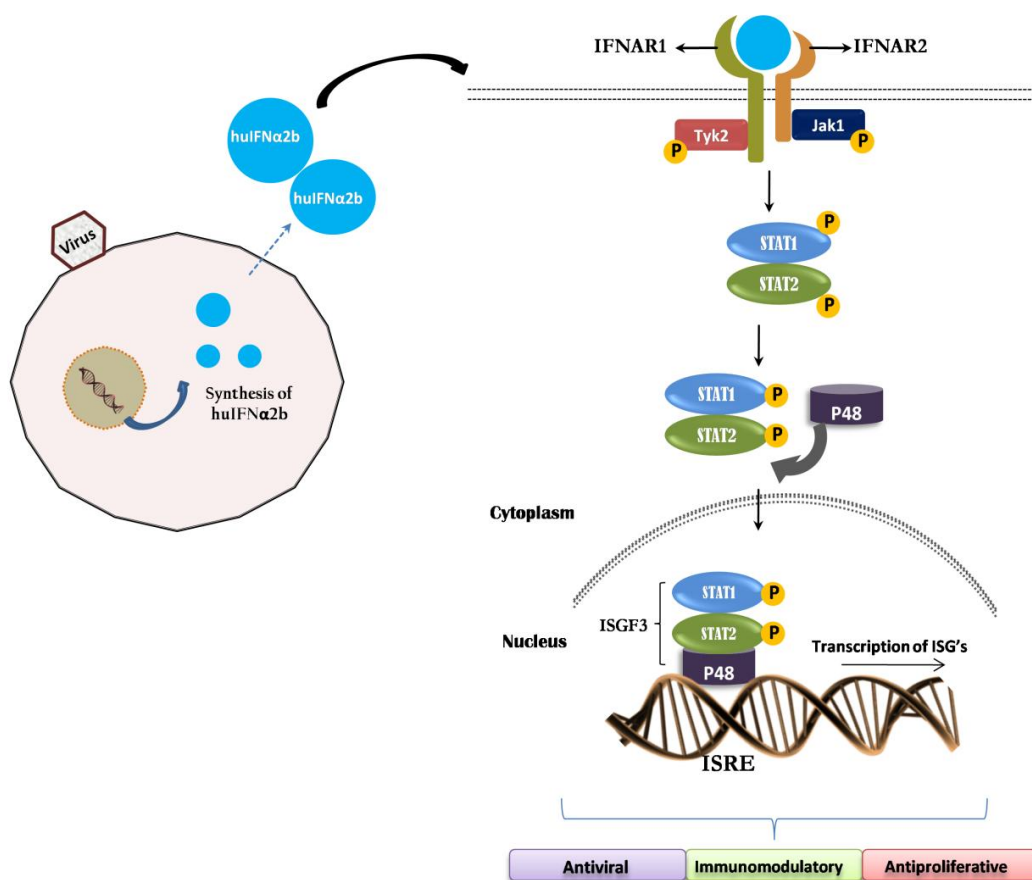 Virus
huIFNα2b
huIFNα2b
Synthesis of
huIFNα2b
IFNAR1
IFNAR2
Tyk2
P
Jak1
P
P
STAT1
STAT2
P
STAT1
P
STAT2
P
P48
Cytoplasm
Nucleus
ISGF3
STAT1
P
STAT2
P
P48
Transcription of ISG's
ISRE
Antiviral
Immunomodulatory
Antiproliferative